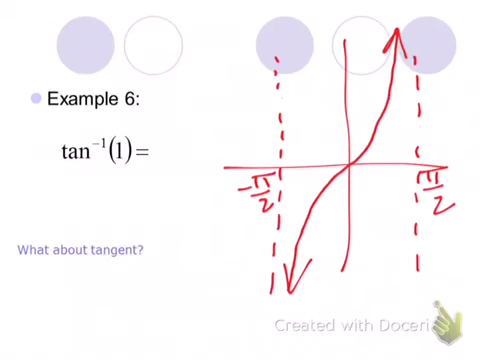 Example 6:
tan⁻¹(1)=
-π/2
π/2
What about tangent?
Created with Doceri